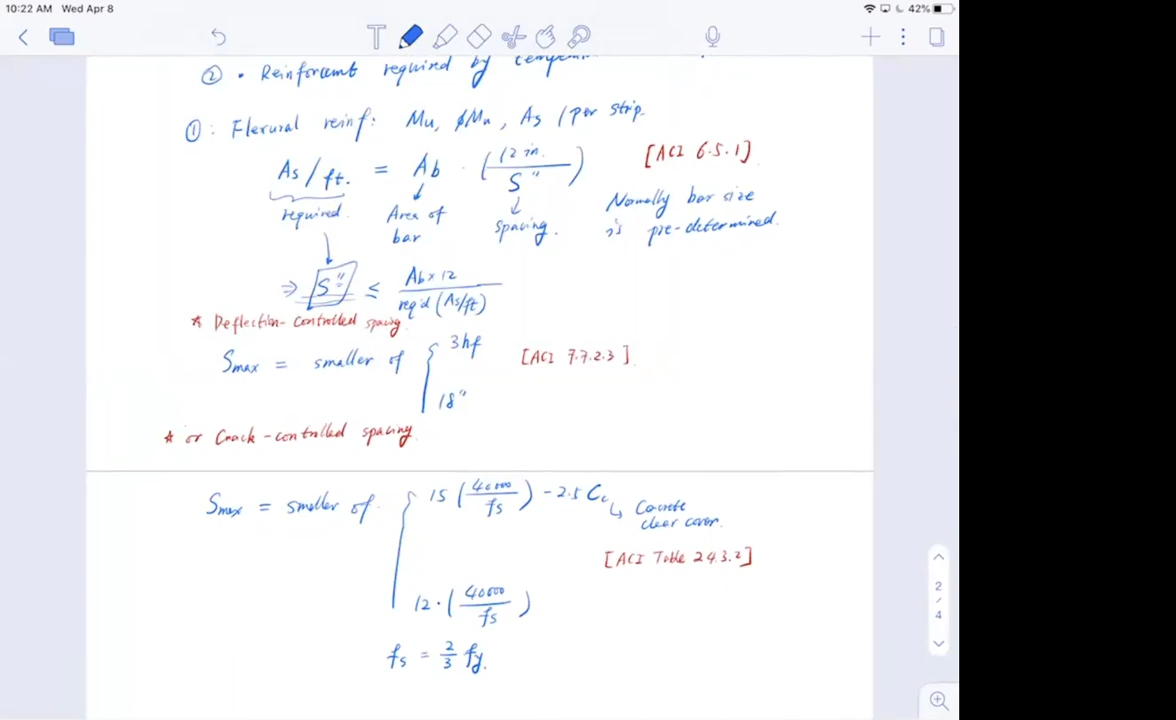 10:22 AM Wed Apr 8
42%
② • Reinforcement required by
①: Flexural reinf: Mu, ϕMn, As / per strip.
As/ft. = Ab · (12 in. / S") [ACI 6.5.1]
required. Area of bar spacing. Normally bar size is pre-determined.
⇒ S" ≤ Ab×12 / req'd (As/ft)
* Deflection-controlled spacing.
Smax = smaller of { 3hf [ACI 7.7.2.3].
18"
* or Crack-controlled spacing.
Smax = smaller of. { 15 (40000 / fs) - 2.5 Cc ↳ Concrete clear cover.
[ACI Table 24.3.2]
12 · (40000 / fs)
fs = 2/3 fy.
2 / 4